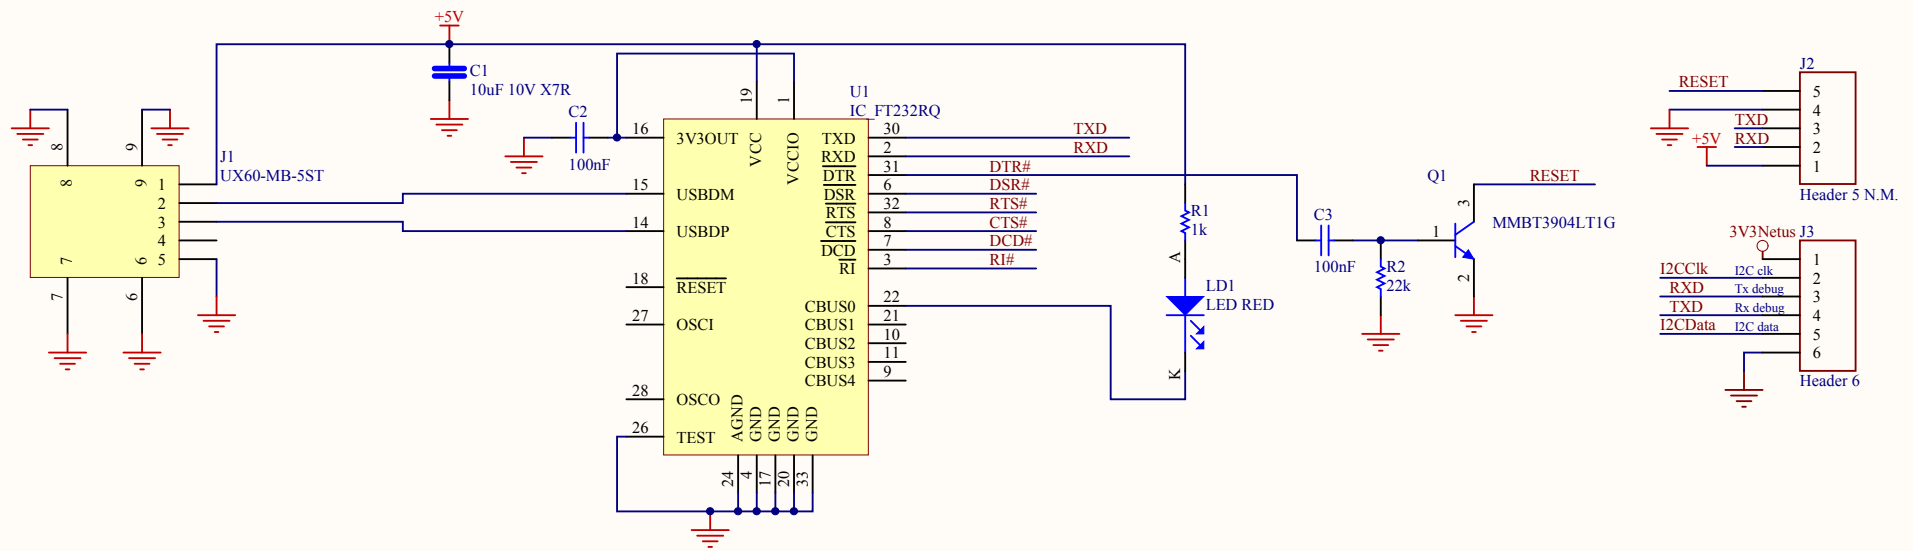 +5V
C1
10uF 10V X7R
C2
100nF
J1
UX60-MB-5ST
8
9
8
9
1
2
3
4
5
7
6
7
6
U1
IC_FT232RQ
19
1
VCC
VCCIO
16
3V3OUT
15
USBDM
14
USBDP
18
RESET
27
OSCI
28
OSCO
26
TEST
TXD
30
TXD
RXD
2
RXD
DTR
31
DTR#
DSR
6
DSR#
RTS
32
RTS#
CTS
8
CTS#
DCD
7
DCD#
RI
3
RI#
CBUS0
22
CBUS1
21
CBUS2
10
CBUS3
11
CBUS4
9
AGND
GND
GND
GND
GND
24
4
17
20
33
R1
1k
A
LD1
LED RED
K
C3
100nF
R2
22k
Q1
1
3
2
RESET
MMBT3904LT1G
J2
RESET
5
4
TXD
3
+5V
RXD
2
1
Header 5 N.M.
3V3Netus
J3
1
I2CClk
I2C clk
2
RXD
Tx debug
3
TXD
Rx debug
4
I2CData
I2C data
5
6
Header 6